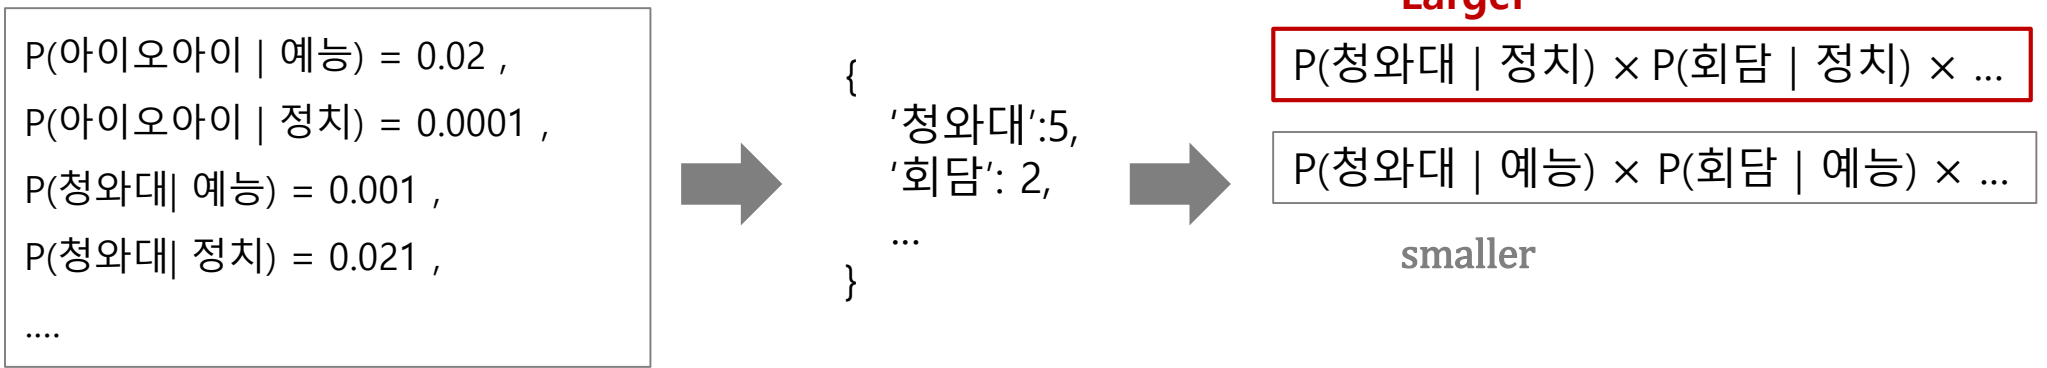 P(아이오아이 | 예능) = 0.02 ,
P(아이오아이 | 정치) = 0.0001 ,
P(청와대| 예능) = 0.001 ,
P(청와대| 정치) = 0.021 ,
....
{
‘청와대’:5,
‘회담’: 2,
...
}
Larger
P(청와대 | 정치) × P(회담 | 정치) × ...
P(청와대 | 예능) × P(회담 | 예능) × ...
smaller